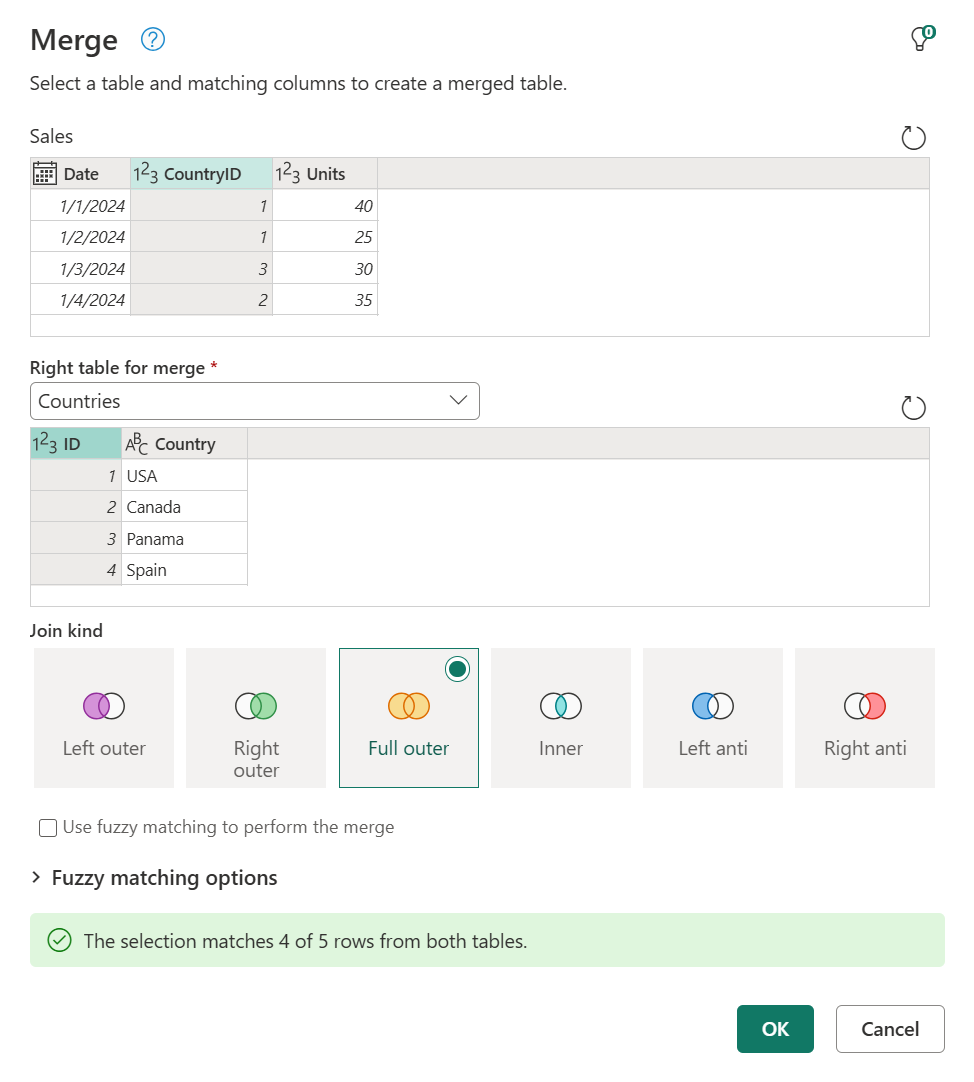 Merge ?
0
Select a table and matching columns to create a merged table.
Sales
Date 123 CountryID 123 Units
1/1/2024 1 40
1/2/2024 1 25
1/3/2024 3 30
1/4/2024 2 35
Right table for merge *
Countries
123 ID ABC Country
1 USA
2 Canada
3 Panama
4 Spain
Join kind
Left outer
Right
outer
Full outer
Inner
Left anti
Right anti
Use fuzzy matching to perform the merge
Fuzzy matching options
The selection matches 4 of 5 rows from both tables.
OK Cancel